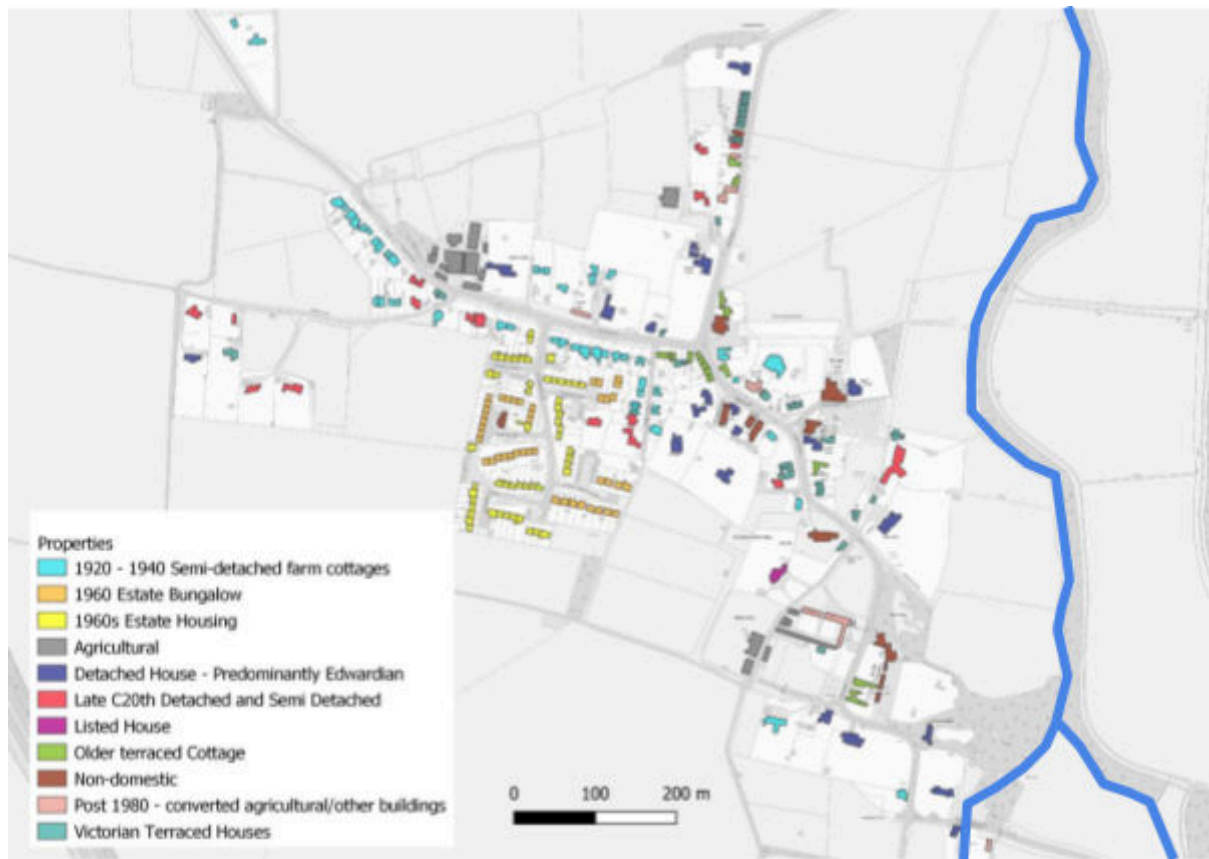 Properties
1920 - 1940 Semi-detached farm cottages
1960 Estate Bungalow
1960s Estate Housing
Agricultural
Detached House - Predominantly Edwardian
Late C20th Detached and Semi Detached
Listed House
Older terraced Cottage
Non-domestic
Post 1980 - converted agricultural/other buildings
Victorian Terraced Houses
0 100 200 m